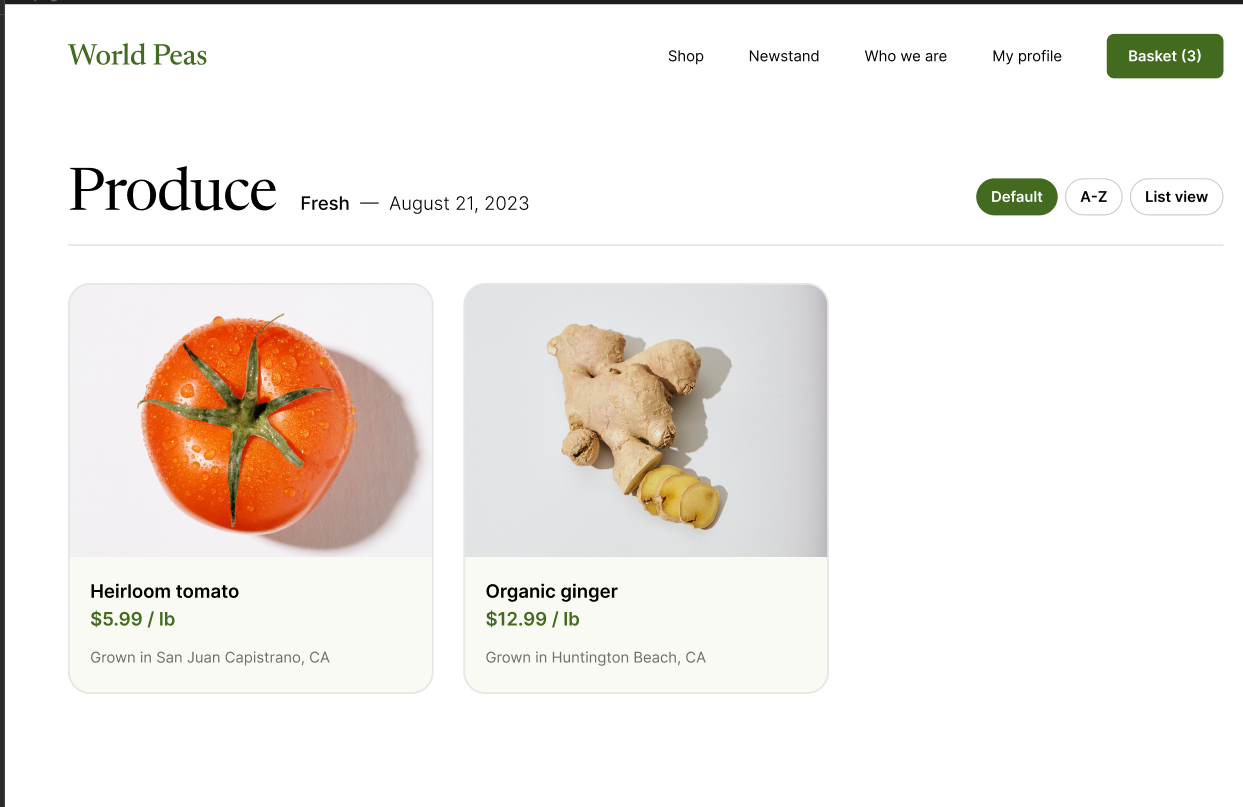 World Peas
Shop Newstand Who we are My profile Basket (3)
Produce Fresh — August 21, 2023 Default A-Z List view
Heirloom tomato
$5.99 / lb
Grown in San Juan Capistrano, CA
Organic ginger
$12.99 / lb
Grown in Huntington Beach, CA